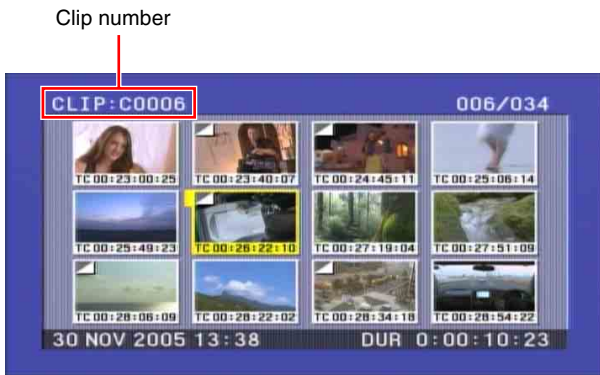 Clip number
CLIP:C0006 006/034
TC 00:23:00:25 TC 00:23:40:07 TC 00:24:45:11 TC 00:25:06:14
TC 00:25:49:23 TC 00:26:22:10 TC 00:27:19:04 TC 00:27:51:09
TC 00:28:06:09 TC 00:28:22:02 TC 00:28:34:18 TC 00:28:54:22
30 NOV 2005 13:38 DUR 0:00:10:23